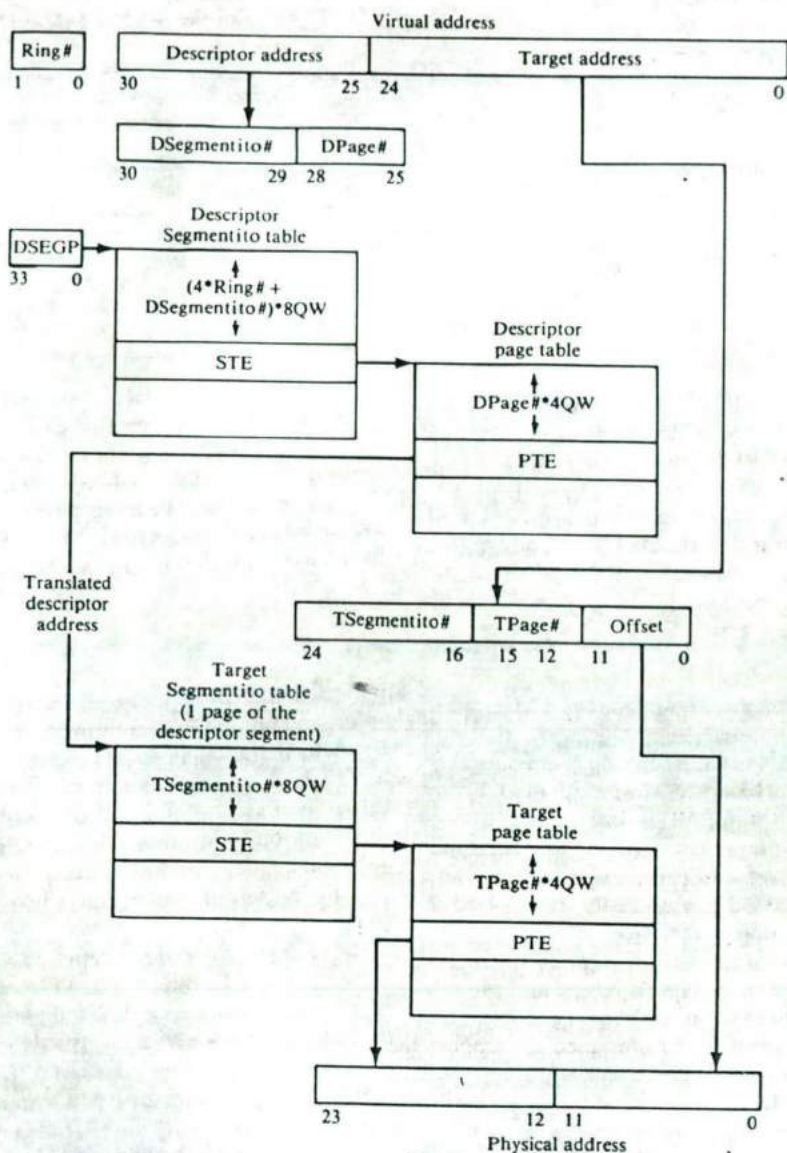 Virtual address
Ring# Descriptor address Target address
1 0 30 25 24 0
DSegmentito# DPage#
30 29 28 25
Descriptor
Segmentito table
DSEGP
33 0
(4*Ring# +
DSegmentito#)*8QW
STE
Descriptor
page table
DPage#*4QW
PTE
Translated
descriptor
address
TSegmentito# TPage# Offset
24 16 15 12 11 0
Target
Segmentito table
(1 page of the
descriptor segment)
TSegmentito#*8QW
STE
Target
page table
TPage#*4QW
PTE
23 12 11 0
Physical address